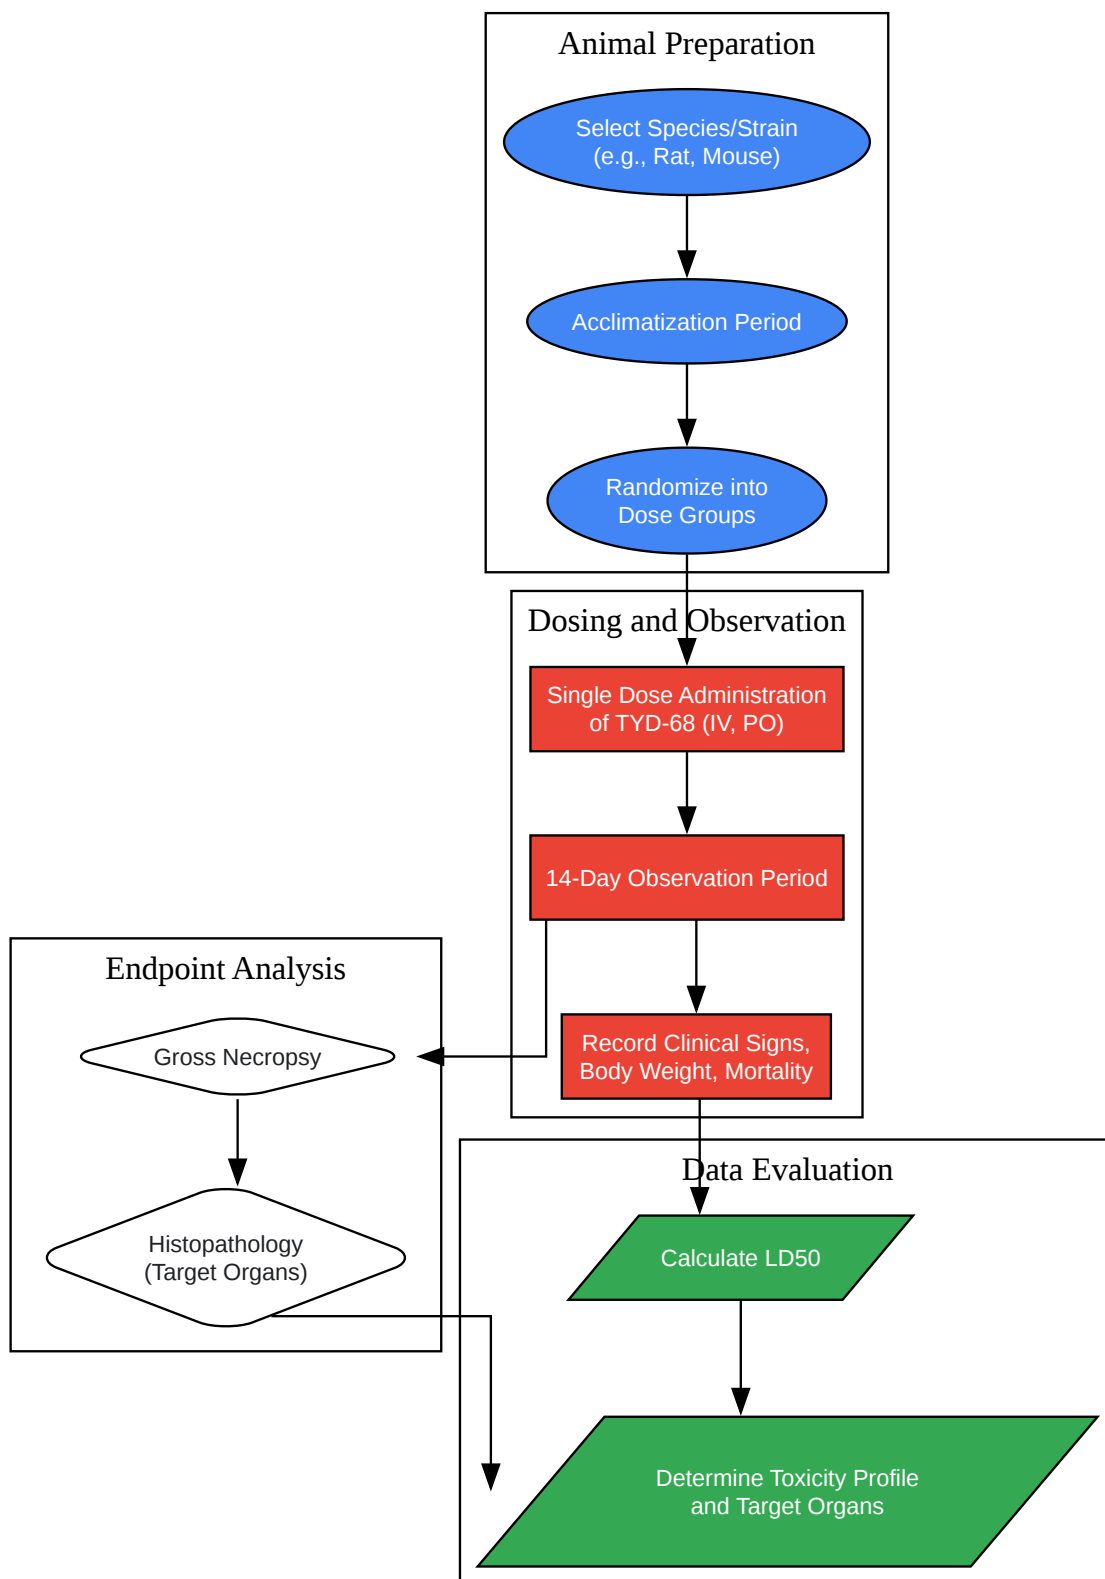 Animal Preparation
Select Species/Strain
(e.g., Rat, Mouse)
Acclimatization Period
Randomize into
Dose Groups
Dosing and Observation
Single Dose Administration
of TYD-68 (IV, PO)
14-Day Observation Period
Record Clinical Signs,
Body Weight, Mortality
Endpoint Analysis
Gross Necropsy
Histopathology
(Target Organs)
Data Evaluation
Calculate LD50
Determine Toxicity Profile
and Target Organs